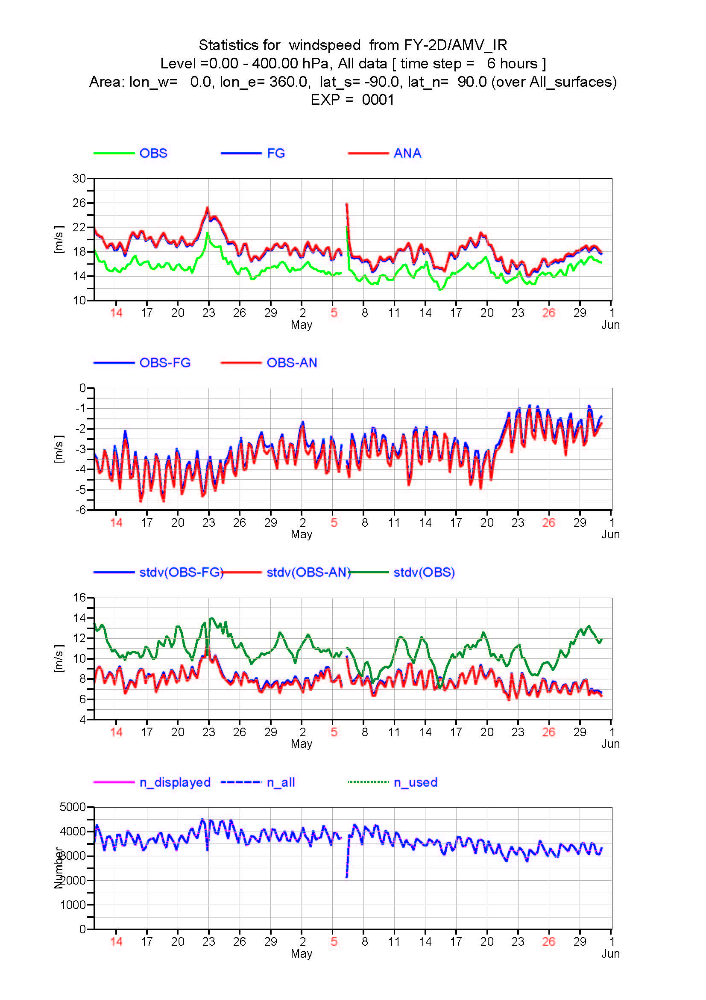 Statistics for windspeed from FY-2D/AMV_IR
Level =0.00 - 400.00 hPa, All data [ time step = 6 hours ]
Area: lon_w= 0.0, lon_e= 360.0, lat_s= -90.0, lat_n= 90.0 (over All_surfaces)
EXP = 0001
OBS FG ANA
30
26
22
18
14
10
[m/s ]
14 17 20 23 26 29 2 5 8 11 14 17 20 23 26 29 1
May Jun
OBS-FG OBS-AN
0
-1
-2
-3
-4
-5
-6
[m/s ]
14 17 20 23 26 29 2 5 8 11 14 17 20 23 26 29 1
May Jun
stdv(OBS-FG) stdv(OBS-AN) stdv(OBS)
16
14
12
10
8
6
4
[m/s ]
14 17 20 23 26 29 2 5 8 11 14 17 20 23 26 29 1
May Jun
n_displayed n_all n_used
5000
4000
3000
2000
1000
0
Number
14 17 20 23 26 29 2 5 8 11 14 17 20 23 26 29 1
May Jun